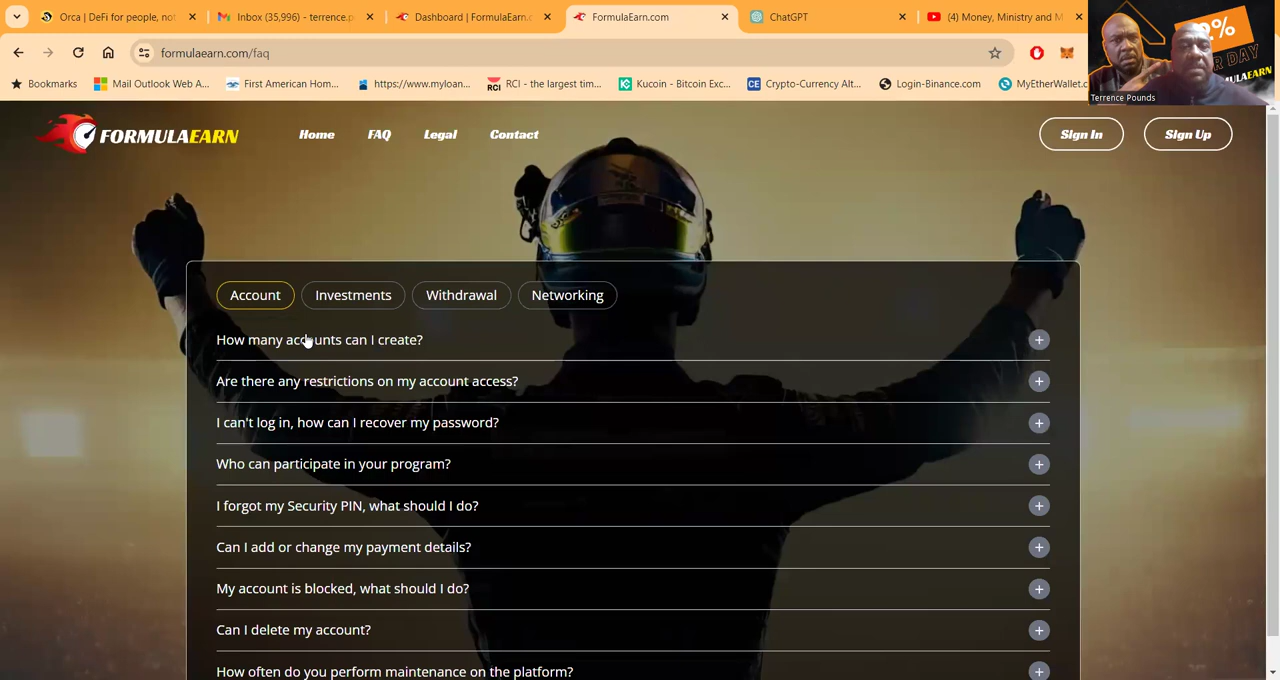 Orca | DeFi for people, not
Inbox (35,996) - terrence.p
Dashboard | FormulaEarn.c
FormulaEarn.com
ChatGPT
(4) Money, Ministry and M
formulaearn.com/faq
Bookmarks
Mail Outlook Web A...
First American Hom...
https://www.myloan...
RCI - the largest tim...
Kucoin - Bitcoin Exc...
Crypto-Currency Alt...
Login-Binance.com
MyEtherWallet.c
%
DAY
Terrence Pounds
FORMULAEARN
Home
FAQ
Legal
Contact
Sign In
Sign Up
Account
Investments
Withdrawal
Networking
How many accounts can I create?
Are there any restrictions on my account access?
I can't log in, how can I recover my password?
Who can participate in your program?
I forgot my Security PIN, what should I do?
Can I add or change my payment details?
My account is blocked, what should I do?
Can I delete my account?
How often do you perform maintenance on the platform?